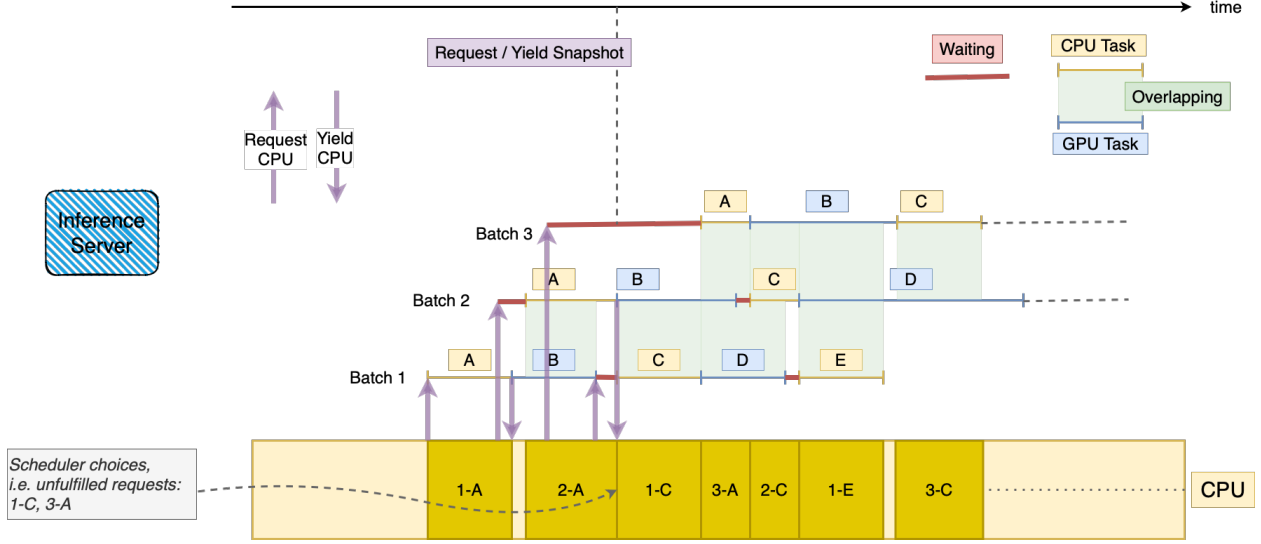 time
Request / Yield Snapshot
Waiting
CPU Task
Overlapping
GPU Task
Request
CPU
Yield
CPU
Inference
Server
A
B
C
Batch 3
A
B
C
D
Batch 2
A
B
C
D
E
Batch 1
Scheduler choices,
i.e. unfulfilled requests:
1-C, 3-A
1-A
2-A
1-C
3-A
2-C
1-E
3-C
CPU